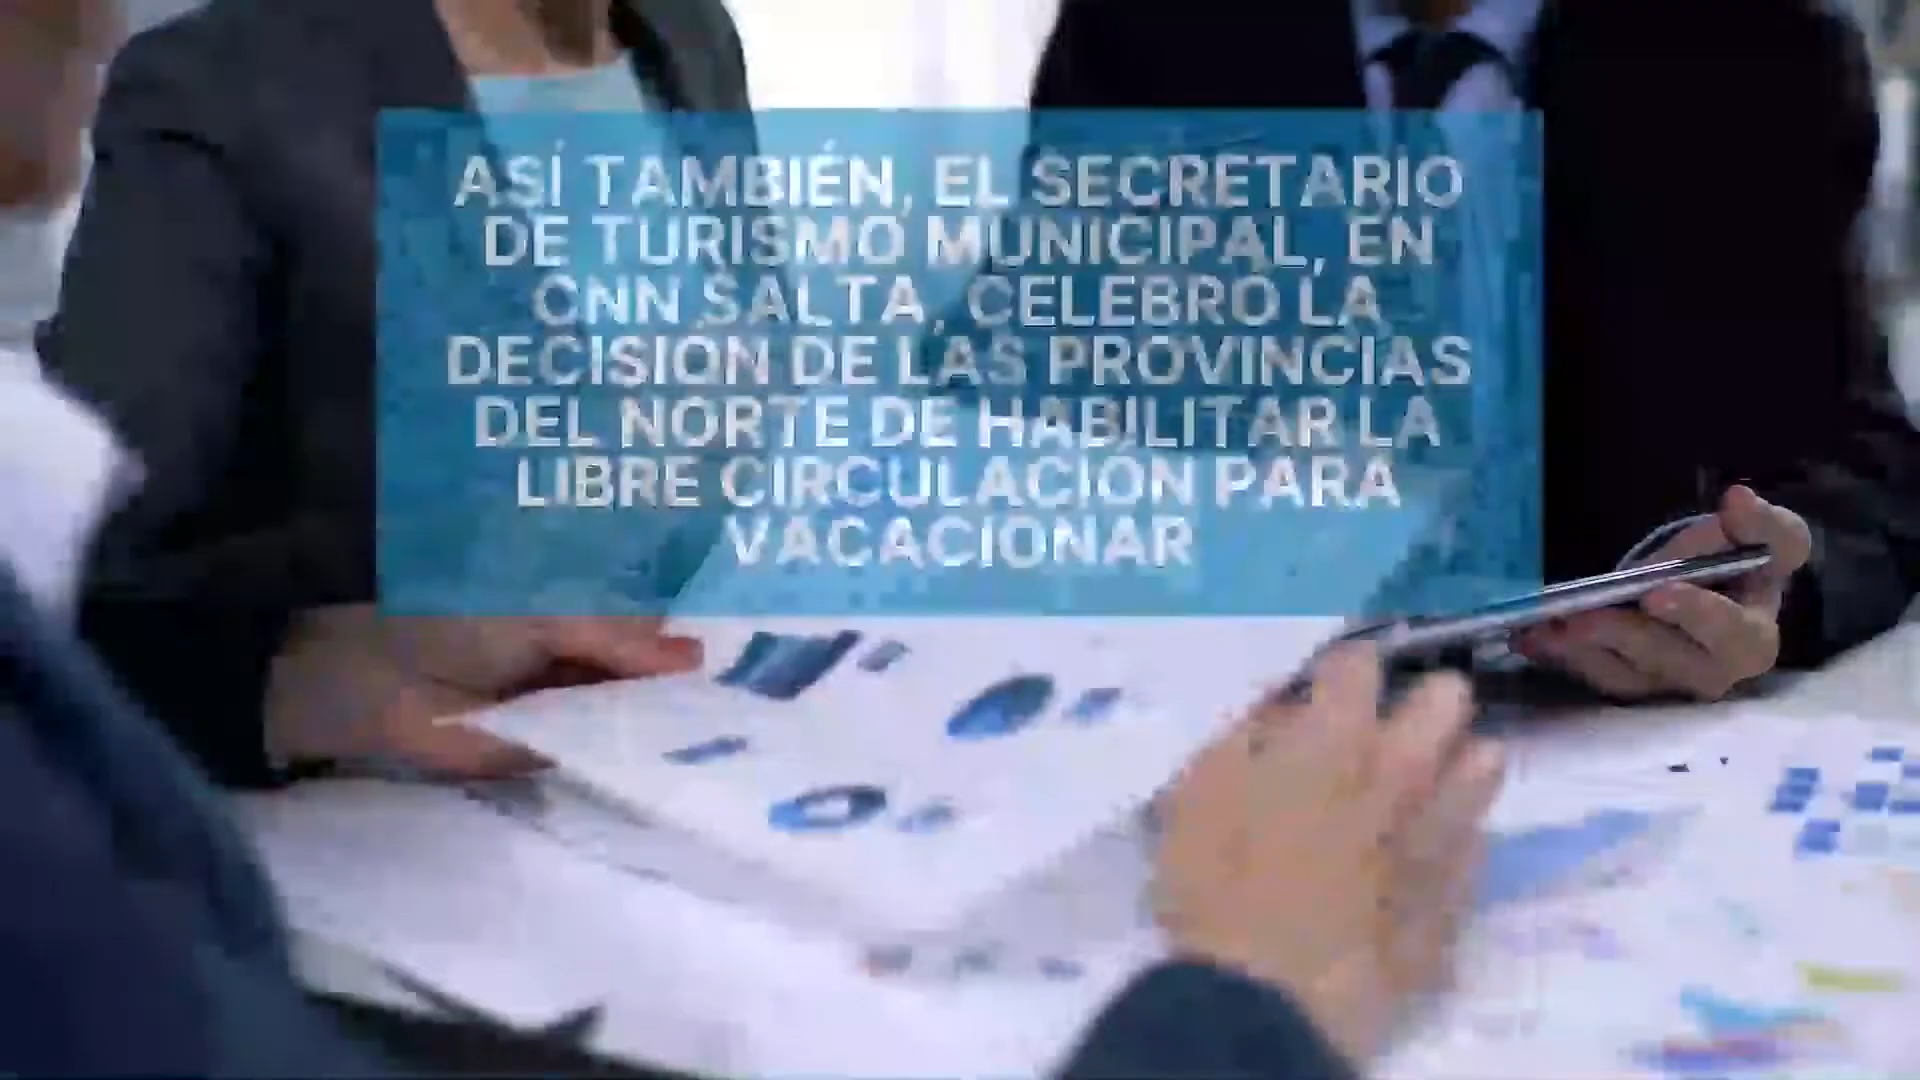 ASÍ TAMBIÉN, EL SECRETARIO
DE TURISMO MUNICIPAL, EN
CNN SALTA, CELEBRÓ LA
DECISIÓN DE LAS PROVINCIAS
DEL NORTE DE HABILITAR LA
LIBRE CIRCULACIÓN PARA
VACACIONAR